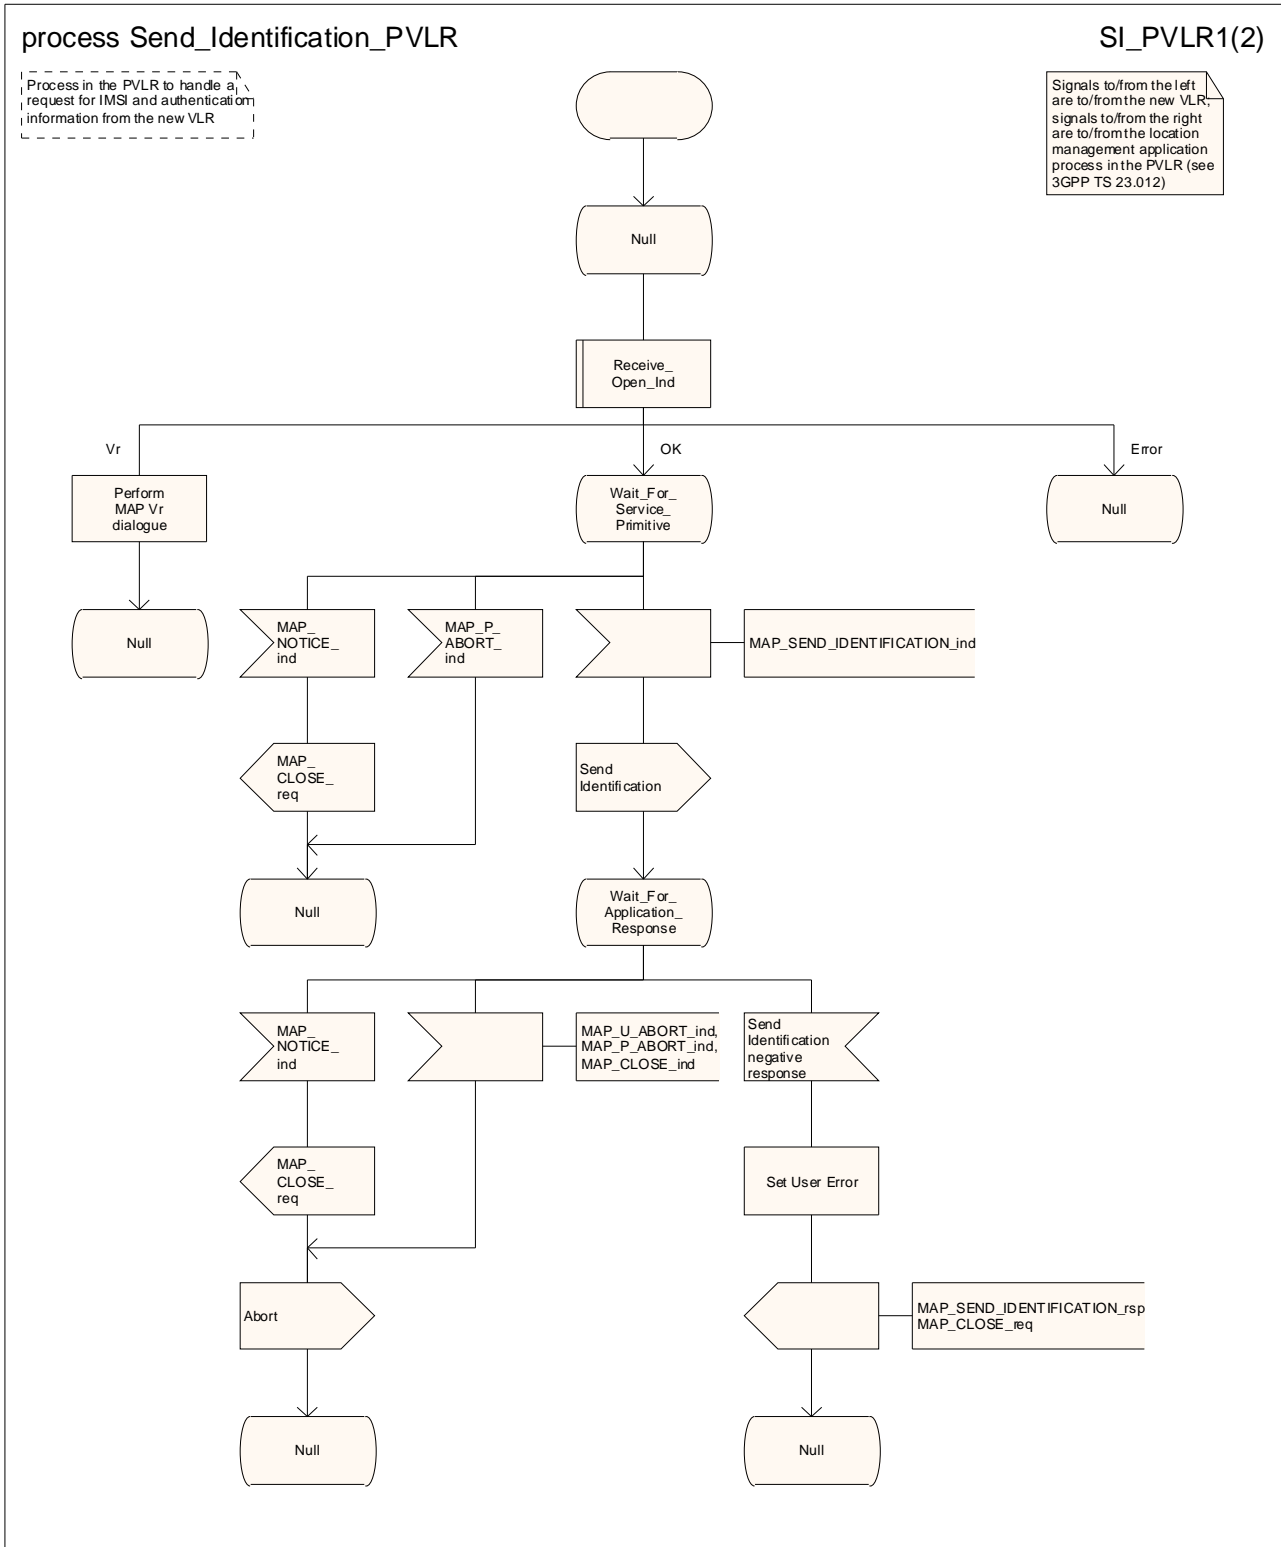 process Send_Identification_PVLR
SI_PVLR1(2)
Process in the PVLR to handle a
request for IMSI and authentication
information from the new VLR
Signals to/from the left
are to/from the new VLR;
signals to/from the right
are to/from the location
management application
process in the PVLR (see
3GPP TS 23.012)
Null
Receive_
Open_Ind
Vr
OK
Error
Perform
MAP Vr
dialogue
Wait_For_
Service_
Primitive
Null
Null
MAP_
NOTICE_
ind
MAP_P_
ABORT_
ind
MAP_SEND_IDENTIFICATION_ind
MAP_
CLOSE_
req
Send
Identification
Null
Wait_For_
Application_
Response
MAP_
NOTICE_
ind
MAP_U_ABORT_ind,
MAP_P_ABORT_ind,
MAP_CLOSE_ind
Send
Identification
negative
response
MAP_
CLOSE_
req
Set User Error
Abort
MAP_SEND_IDENTIFICATION_rsp
MAP_CLOSE_req
Null
Null